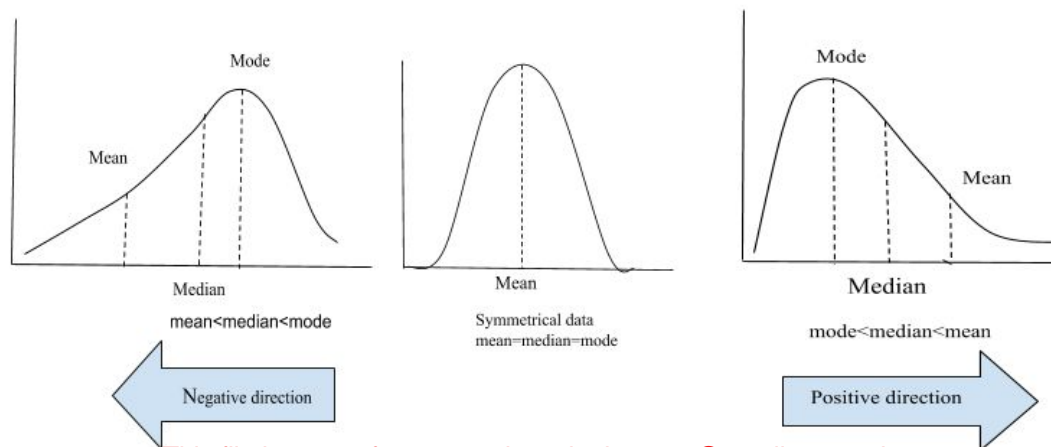 Mode
Mean
Median
mean<median<mode
Negative direction
Mean
Symmetrical data
mean=median=mode
Mode
Mean
Median
mode<median<mean
Positive direction